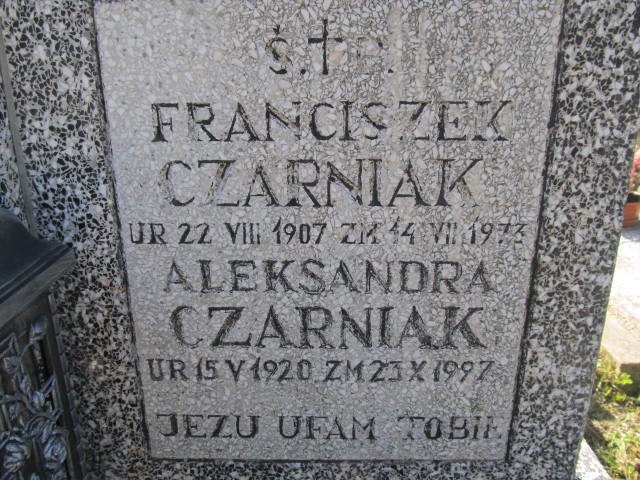 Ś.†P.
FRANCISZEK
CZARNIAK
UR 22 VIII 1907 ZM 14 VII 1973
ALEKSANDRA
CZARNIAK
UR 15 V 1920 ZM 23 X 1997
JEZU UFAM TOBIE